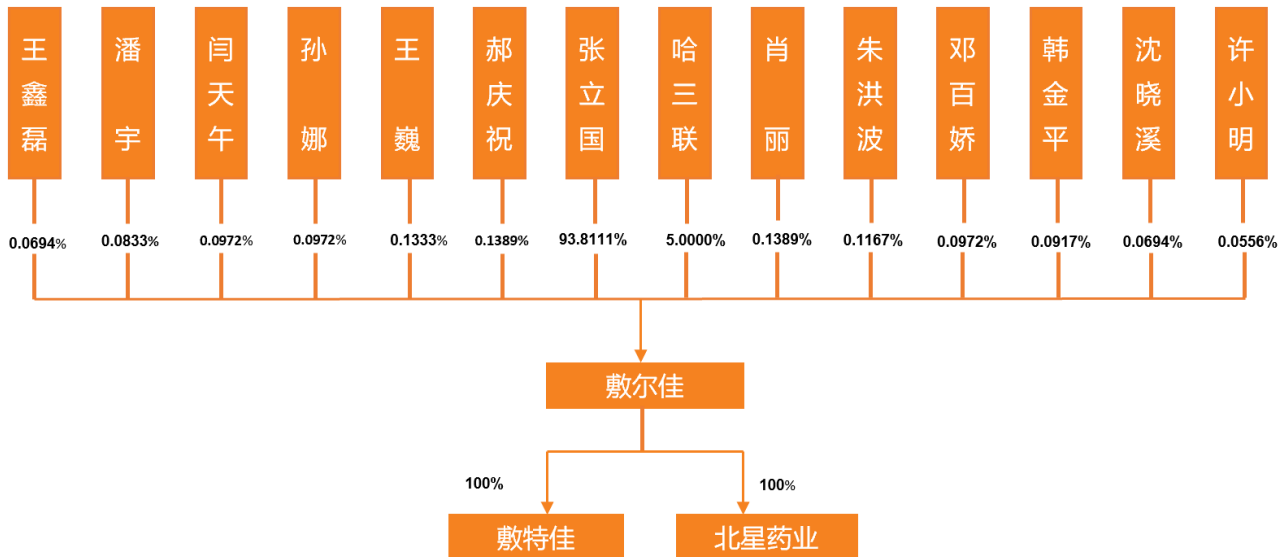 王鑫磊
潘宇
闫天午
孙娜
王巍
郝庆祝
张立国
哈三联
肖丽
朱洪波
邓百娇
韩金平
沈晓溪
许小明
0.0694%
0.0833%
0.0972%
0.0972%
0.1333%
0.1389%
93.8111%
5.0000%
0.1389%
0.1167%
0.0972%
0.0917%
0.0694%
0.0556%
敷尔佳
100%
100%
敷特佳
北星药业